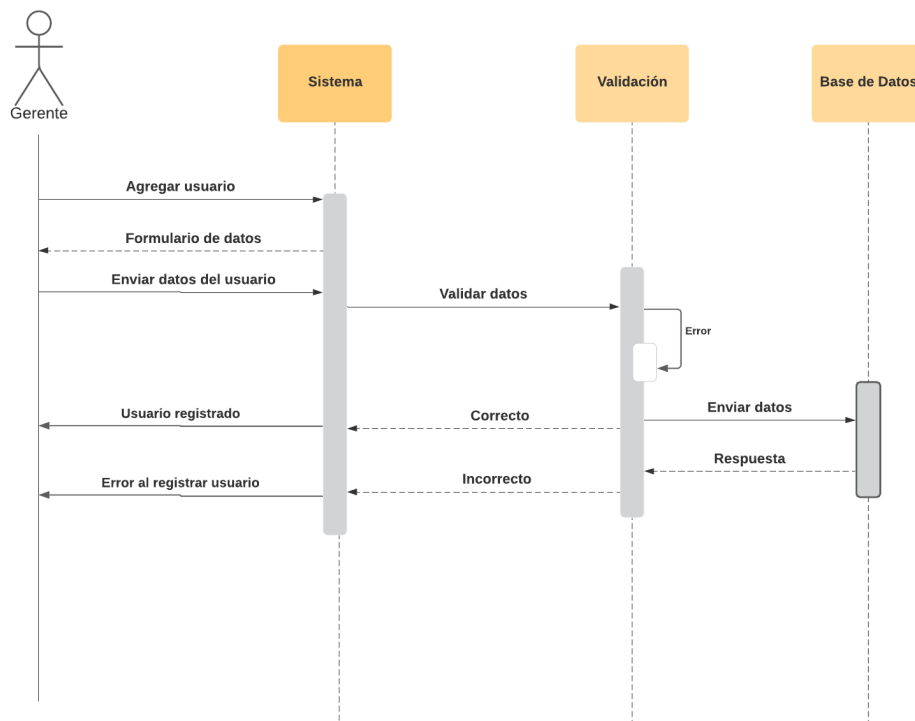 Gerente
Sistema
Validación
Base de Datos
Agregar usuario
Formulario de datos
Enviar datos del usuario
Validar datos
Error
Enviar datos
Usuario registrado
Correcto
Respuesta
Error al registrar usuario
Incorrecto